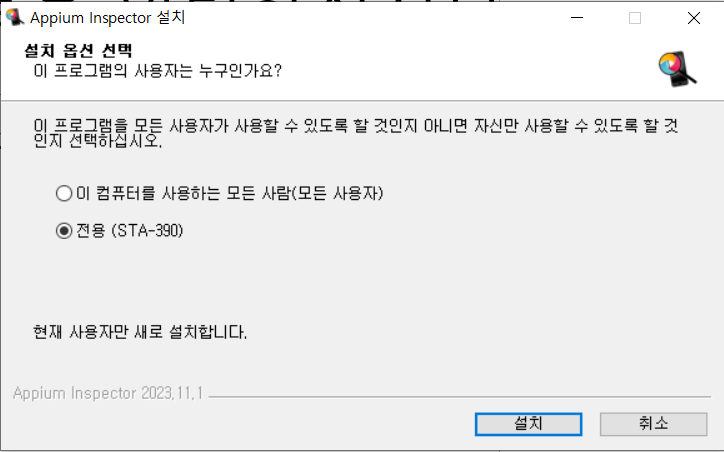 Appium Inspector 설치
설치 옵션 선택
이 프로그램의 사용자는 누구인가요?
이 프로그램을 모든 사용자가 사용할 수 있도록 할 것인지 아니면 자신만 사용할 수 있도록 할 것
인지 선택하십시오.
이 컴퓨터를 사용하는 모든 사람(모든 사용자)
전용 (STA-390)
현재 사용자만 새로 설치합니다.
Appium Inspector 2023.11.1
설치
취소